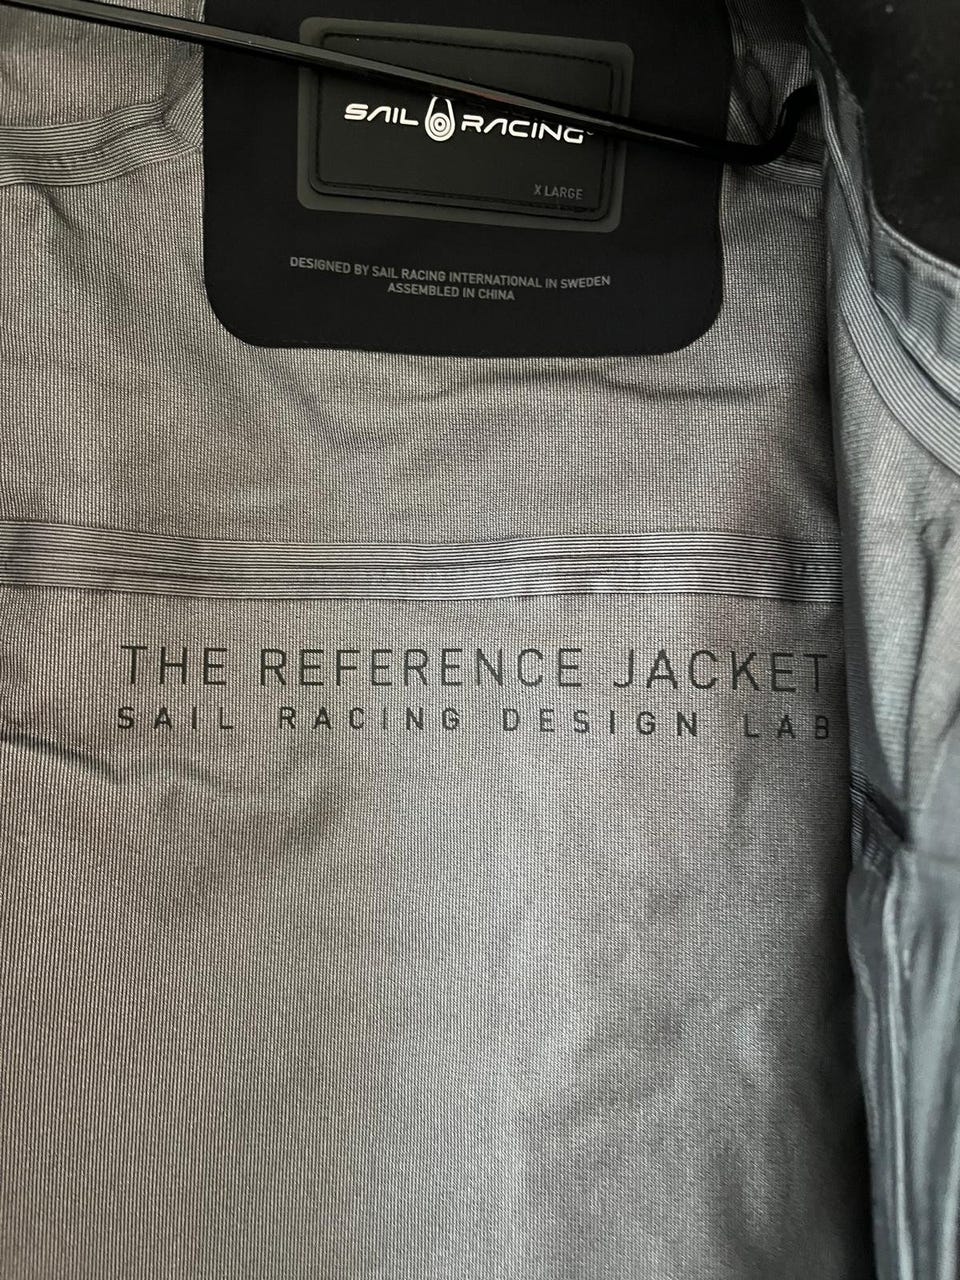 SAIL RACING®
X LARGE
DESIGNED BY SAIL RACING INTERNATIONAL IN SWEDEN
ASSEMBLED IN CHINA
THE REFERENCE JACKET
SAIL RACING DESIGN LAB